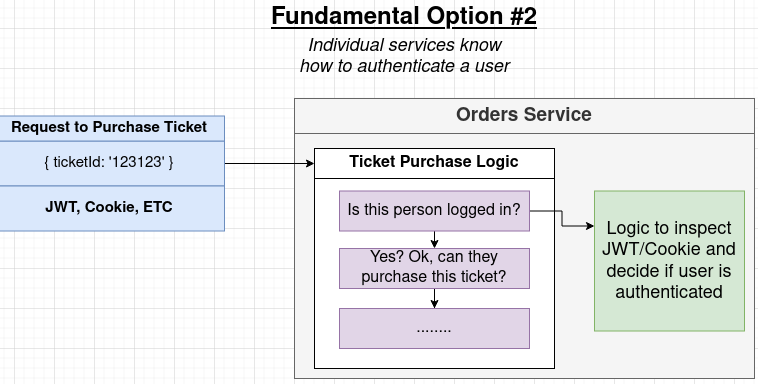 Fundamental Option #2
Individual services know
how to authenticate a user
Orders Service
Request to Purchase Ticket
{ ticketId: '123123' }
JWT, Cookie, ETC
Ticket Purchase Logic
Is this person logged in?
Yes? Ok, can they
purchase this ticket?
........
Logic to inspect
JWT/Cookie and
decide if user is
authenticated